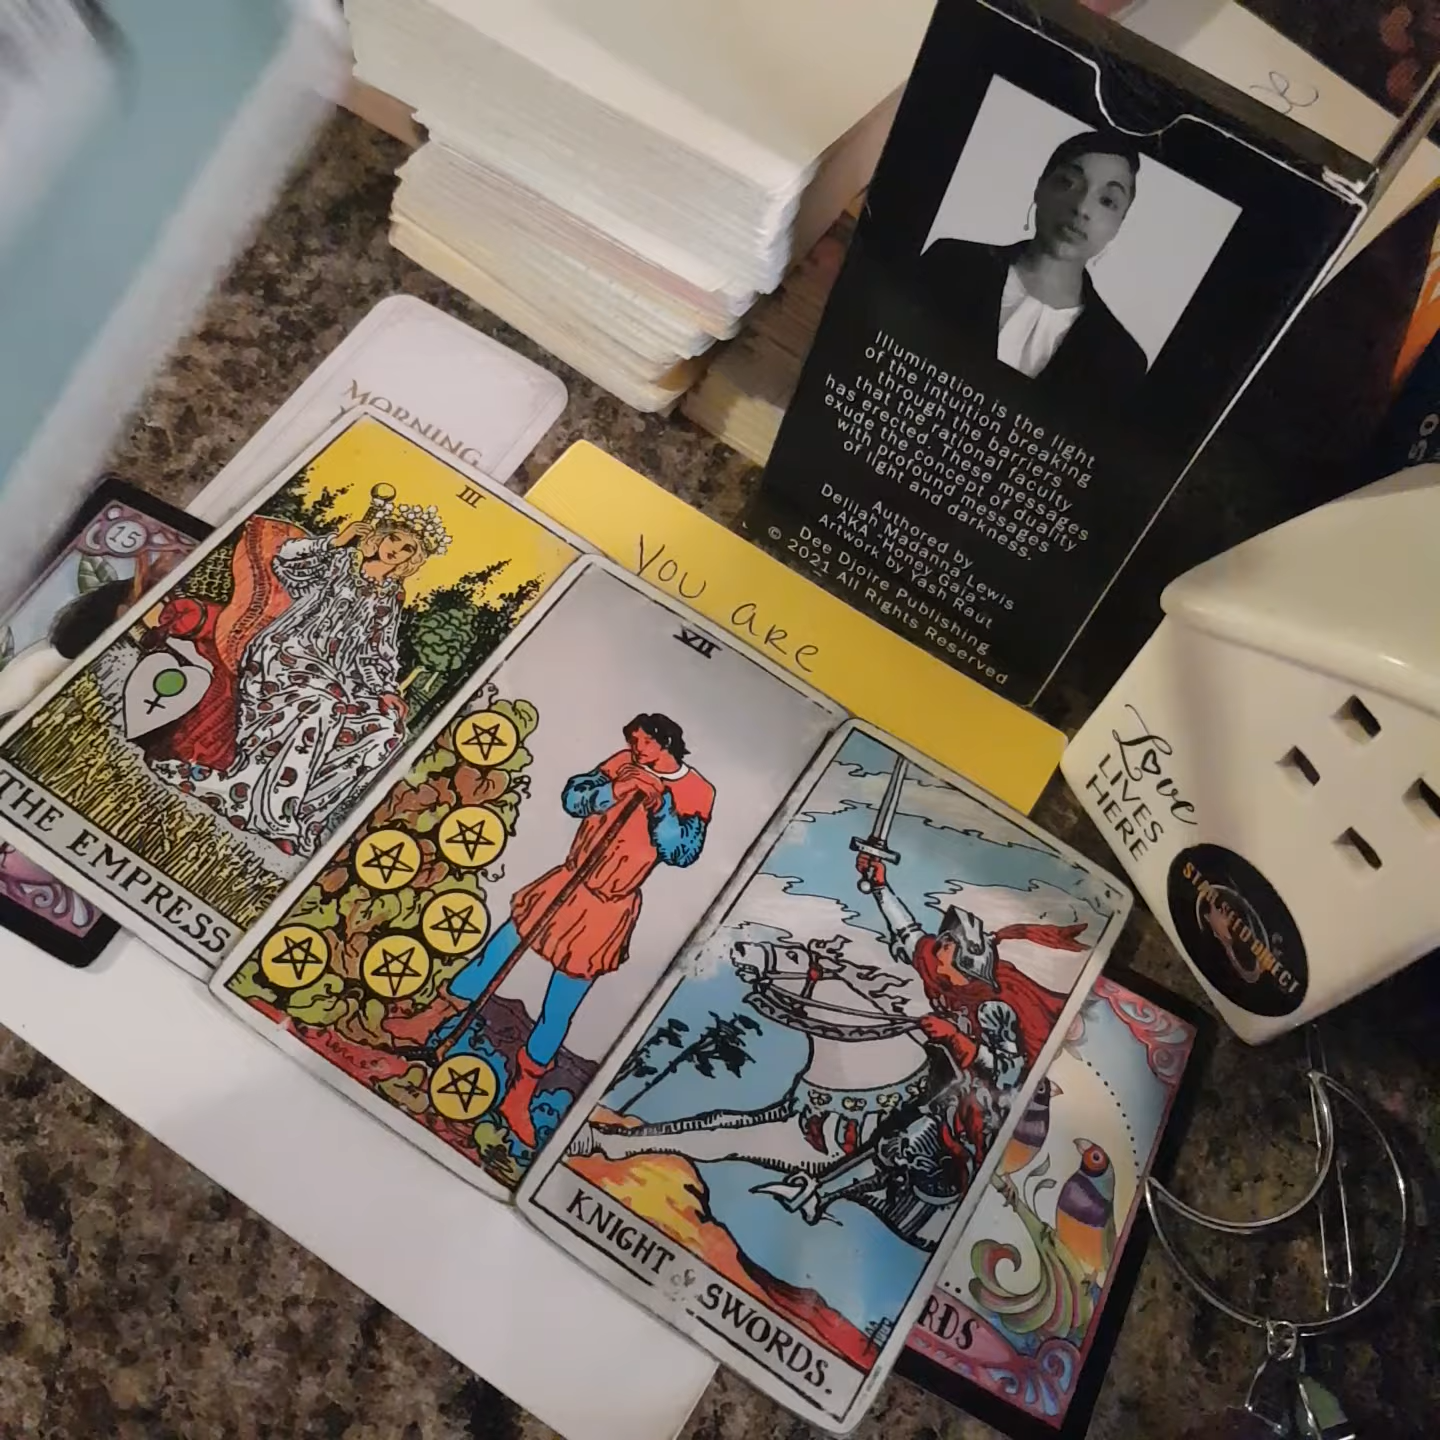 Illumination is the light
of the intuition breaking
through the barriers
that the rational faculty
has erected. These messages
exude the concept of duality
with profound messages
of light and darkness.
Authored by
Delilah Madanna Lewis
AKA -Honey Gaia-
Artwork by Yash Raut
Dee Djoire Publishing
© 2021 All Rights Reserved
MORNING
15
III
THE EMPRESS
you are
VII
KNIGHT of SWORDS.
RDS
Love
LIVES
HERE